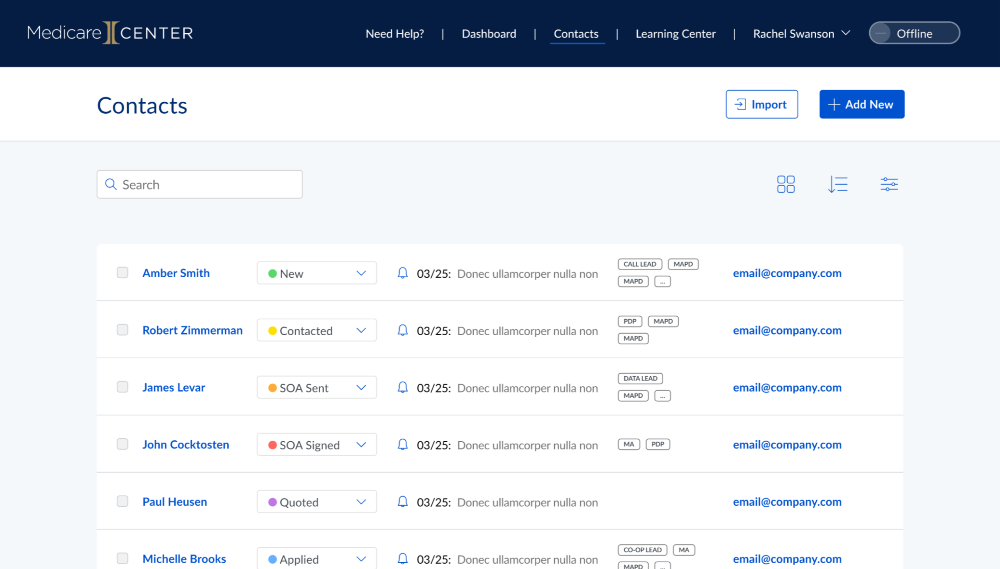 Medicare CENTER
Need Help? | Dashboard | Contacts | Learning Center | Rachel Swanson
Offline
Contacts
Import
Add New
Search
Amber Smith New 03/25: Donec ullamcorper nulla non CALL LEAD MAPD email@company.com
MAPD ...
Robert Zimmerman Contacted 03/25: Donec ullamcorper nulla non PDP MAPD email@company.com
MAPD
James Levar SOA Sent 03/25: Donec ullamcorper nulla non DATA LEAD email@company.com
MAPD ...
John Cocktosten SOA Signed 03/25: Donec ullamcorper nulla non MA PDP email@company.com
Paul Heusen Quoted 03/25: Donec ullamcorper nulla non email@company.com
Michelle Brooks Applied 03/25: Donec ullamcorper nulla non CO-OP LEAD MA email@company.com
MAPD ...